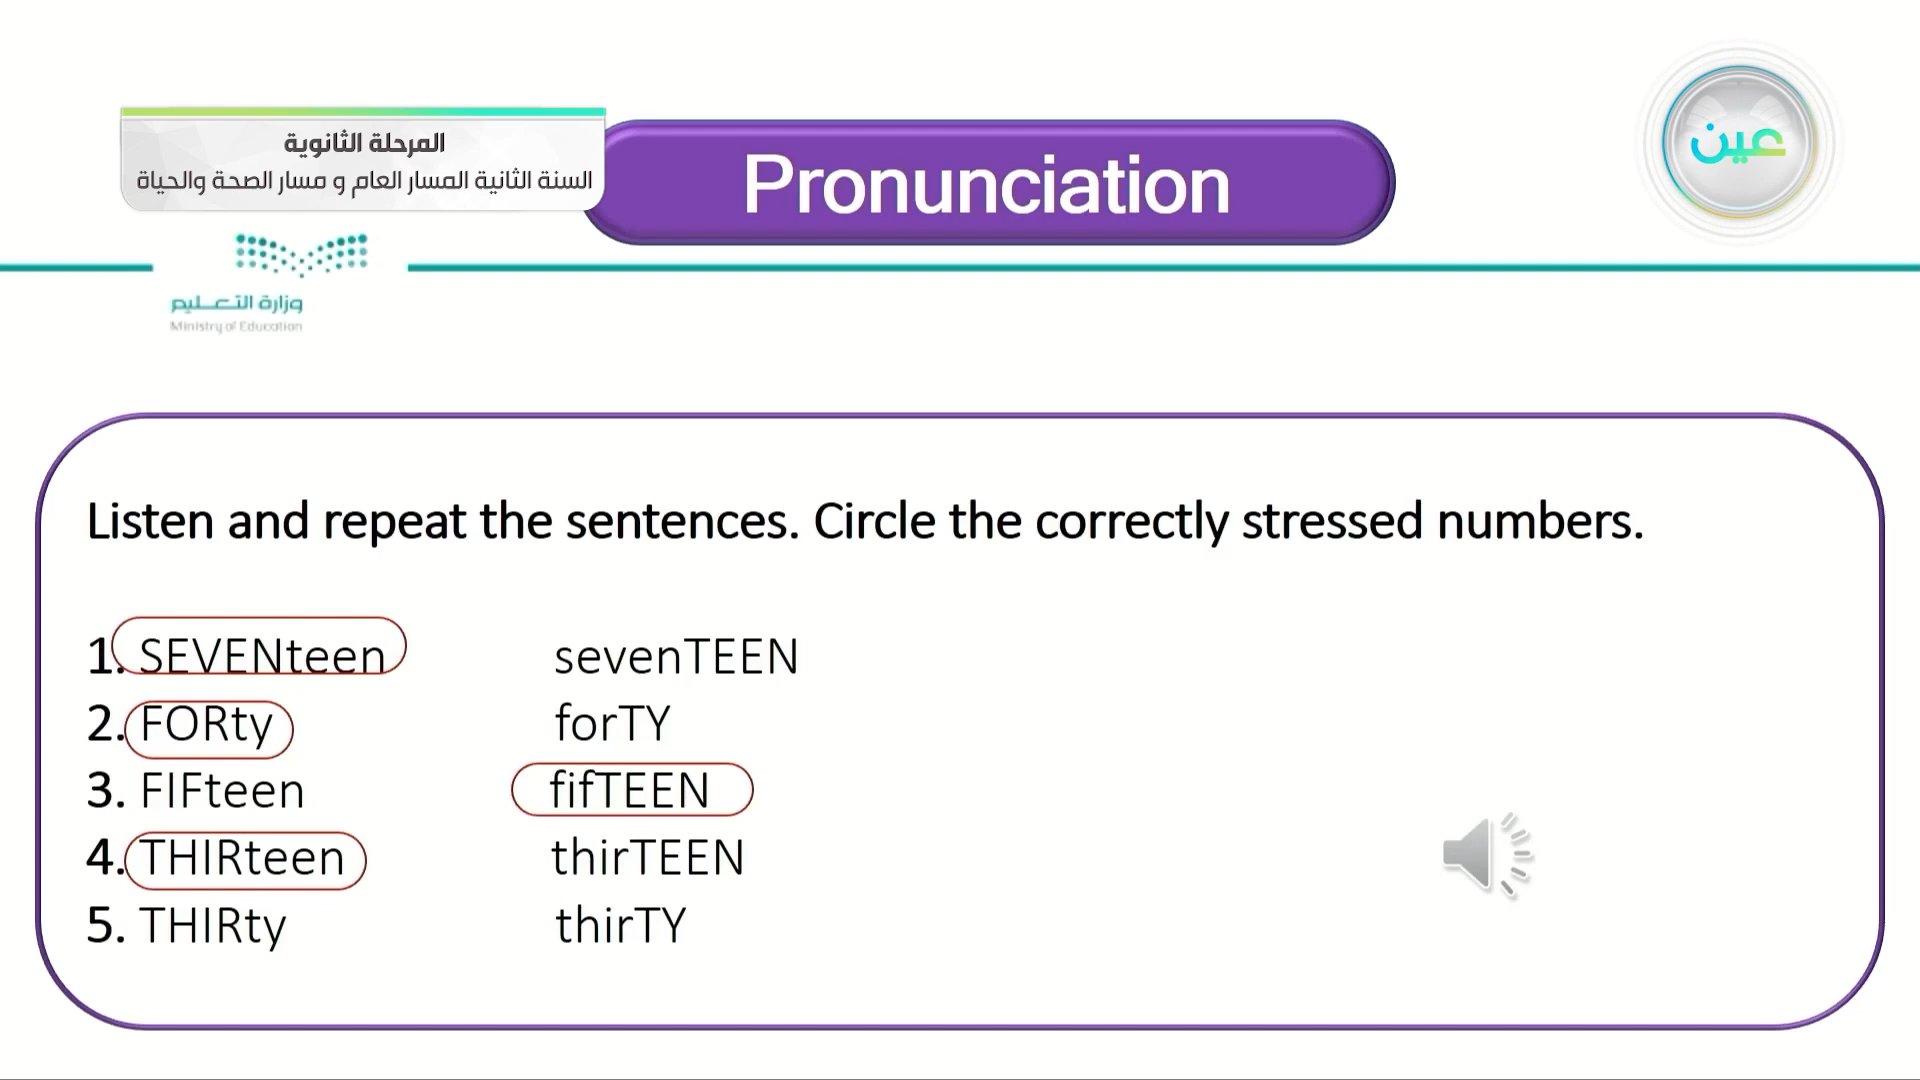 المرحلة الثانوية
السنة الثانية المسار العام و مسار الصحة والحياة
Pronunciation
عين
وزارة التعليم
Ministry of Education
Listen and repeat the sentences. Circle the correctly stressed numbers.
1. SEVENteen sevenTEEN
2. FORty forTY
3. FIFteen fifTEEN
4. THIRteen thirTEEN
5. THIRty thirTY